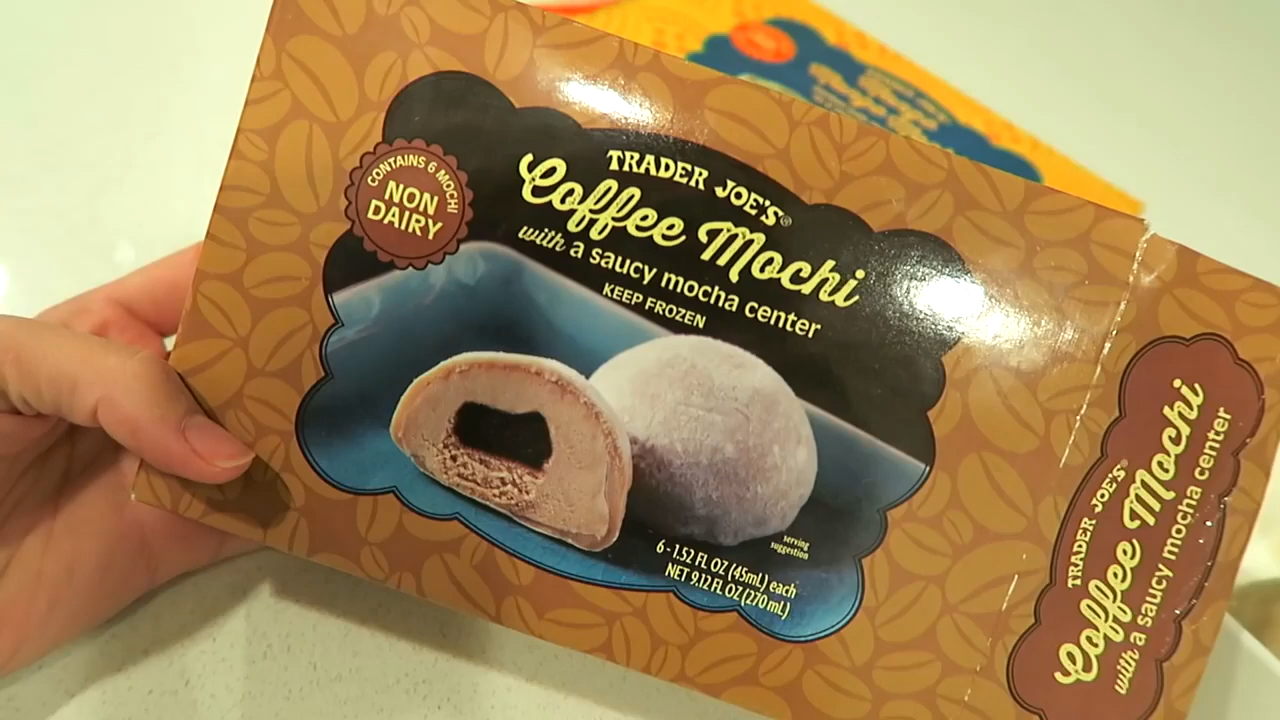 CONTAINS 6 MOCHI
NON
DAIRY
TRADER JOE'S®
Coffee Mochi
with a saucy mocha center
KEEP FROZEN
serving
suggestion
6 - 1.52 FL OZ (45mL) each
NET 9.12 FL OZ (270 mL)
TRADER JOE'S®
Coffee Mochi
with a saucy mocha center